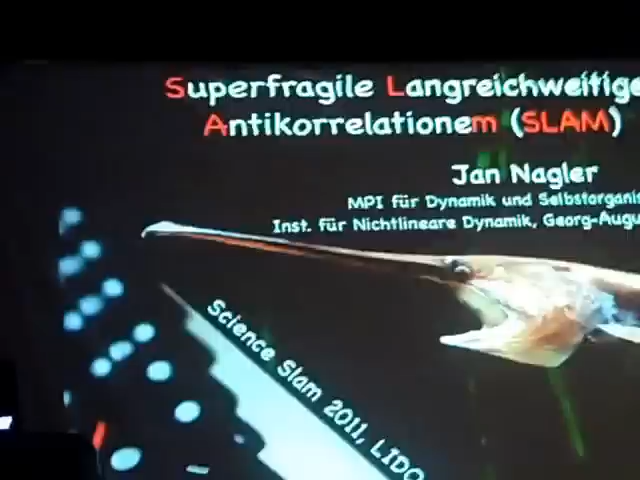 Superfragile Langreichweitige
Antikorrelationem (SLAM)
Jan Nagler
MPI für Dynamik und Selbstorganis
Inst. für Nichtlineare Dynamik, Georg-Augu
Science Slam 2011, LIDO